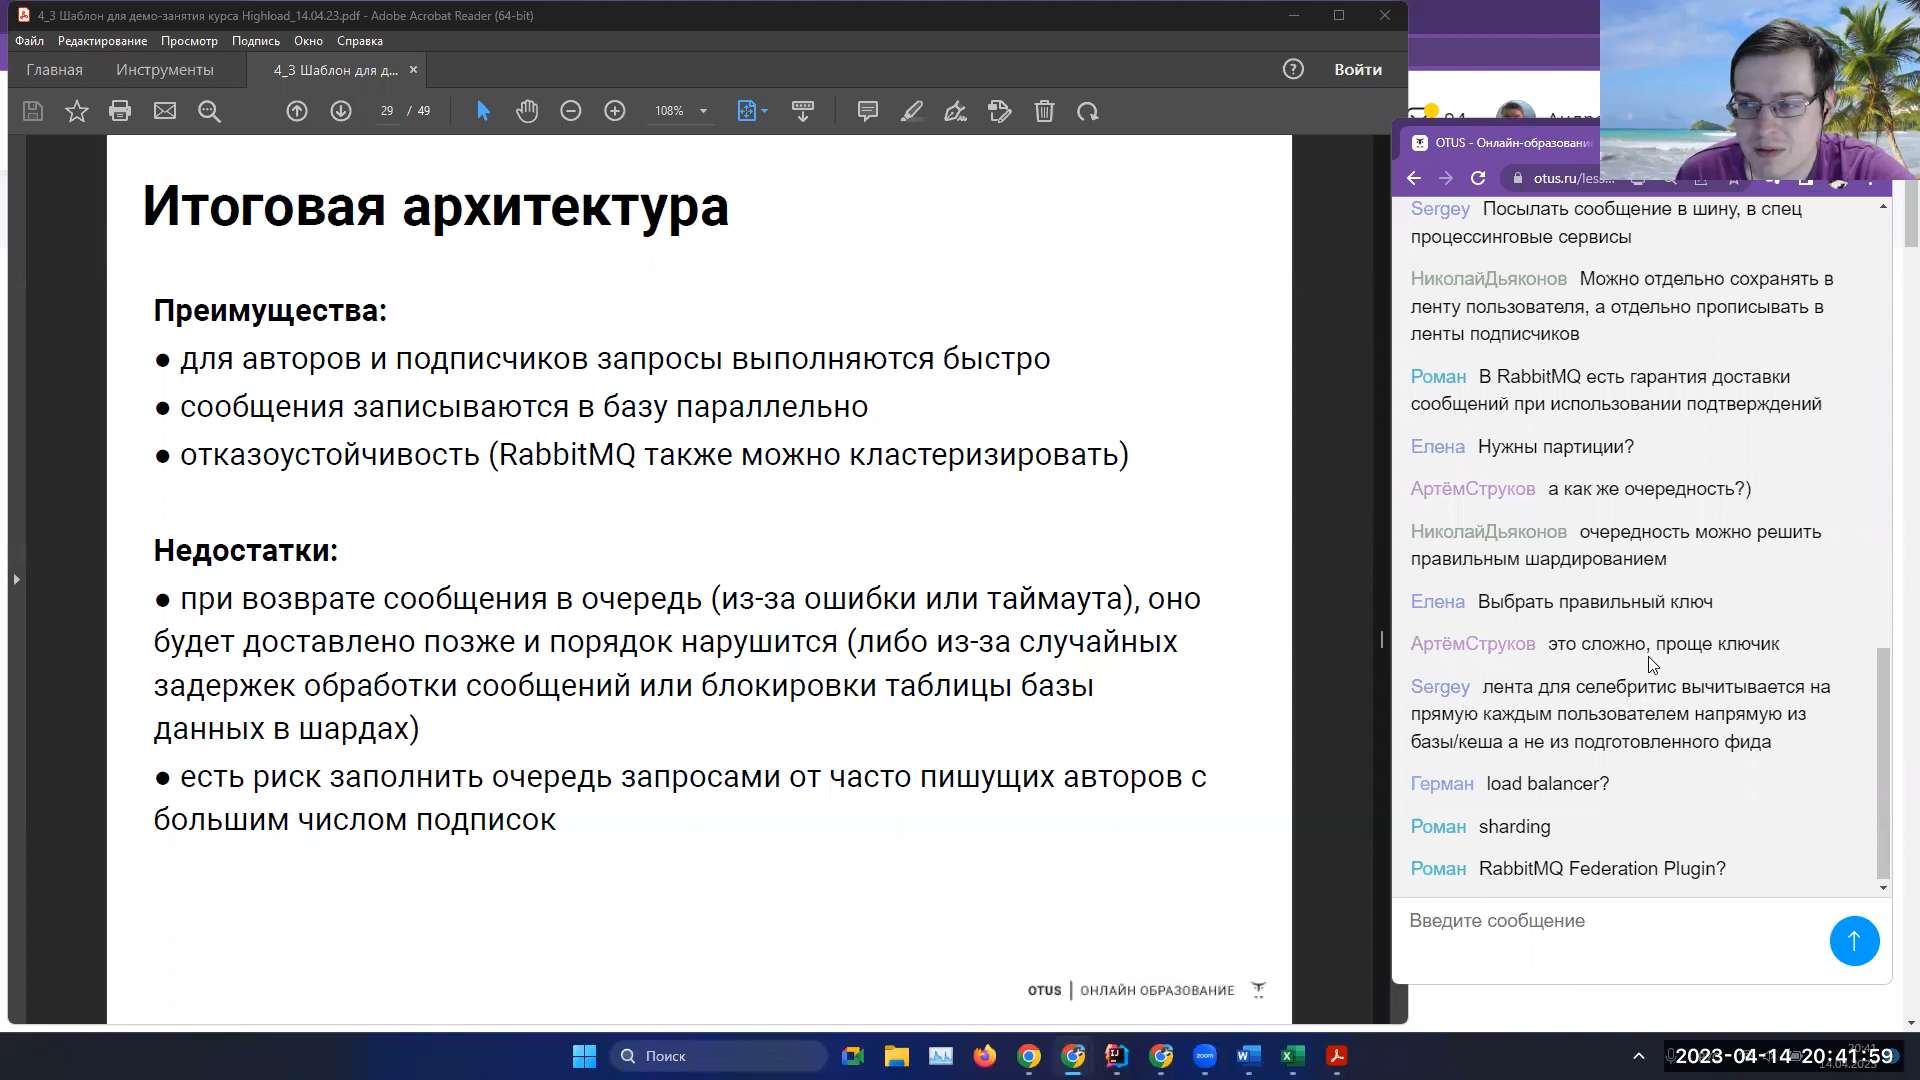 4_3 Шаблон для демо-занятия курса Highload_14.04.23.pdf - Adobe Acrobat Reader (64-bit)
Файл Редактирование Просмотр Подпись Окно Справка
Главная Инструменты 4_3 Шаблон для д... × Войти
29 / 49 108%
Итоговая архитектура
Преимущества:
● для авторов и подписчиков запросы выполняются быстро
● сообщения записываются в базу параллельно
● отказоустойчивость (RabbitMQ также можно кластеризировать)
Недостатки:
● при возврате сообщения в очередь (из-за ошибки или таймаута), оно
будет доставлено позже и порядок нарушится (либо из-за случайных
задержек обработки сообщений или блокировки таблицы базы
данных в шардах)
● есть риск заполнить очередь запросами от часто пишущих авторов с
большим числом подписок
OTUS | ОНЛАЙН ОБРАЗОВАНИЕ
OTUS - Онлайн-образование
otus.ru/less...
Sergey Посылать сообщение в шину, в спец
процессинговые сервисы
НиколайДьяконов Можно отдельно сохранять в
ленту пользователя, а отдельно прописывать в
ленты подписчиков
Роман В RabbitMQ есть гарантия доставки
сообщений при использовании подтверждений
Елена Нужны партиции?
АртёмСтруков а как же очередность?)
НиколайДьяконов очередность можно решить
правильным шардированием
Елена Выбрать правильный ключ
АртёмСтруков это сложно, проще ключик
Sergey лента для селебритис вычитывается на
прямую каждым пользователем напрямую из
базы/кеша а не из подготовленного фида
Герман load balancer?
Роман sharding
Роман RabbitMQ Federation Plugin?
Введите сообщение
Поиск
zoom
2023-04-14 20:41:59